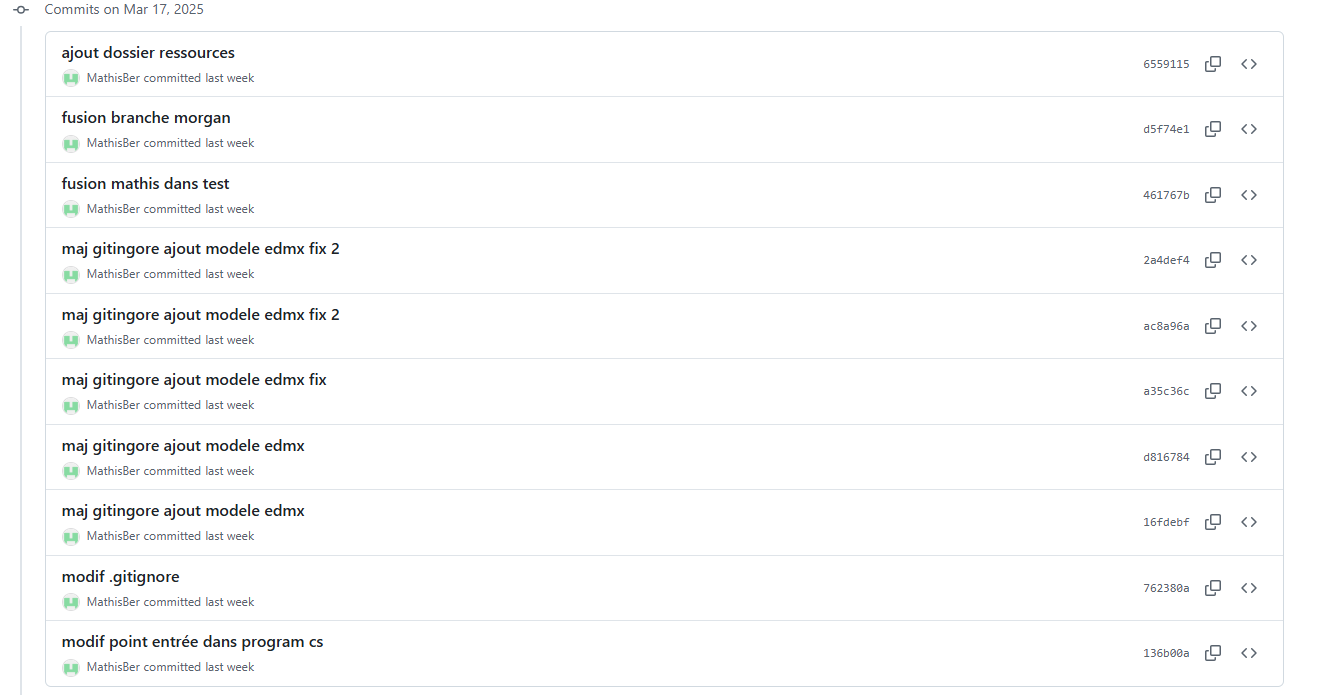 Commits on Mar 17, 2025
ajout dossier ressources
MathisBer committed last week
6559115
fusion branche morgan
MathisBer committed last week
d5f74e1
fusion mathis dans test
MathisBer committed last week
461767b
maj gitingore ajout modele edmx fix 2
MathisBer committed last week
2a4def4
maj gitingore ajout modele edmx fix 2
MathisBer committed last week
ac8a96a
maj gitingore ajout modele edmx fix
MathisBer committed last week
a35c36c
maj gitingore ajout modele edmx
MathisBer committed last week
d816784
maj gitingore ajout modele edmx
MathisBer committed last week
16fdebf
modif .gitignore
MathisBer committed last week
762380a
modif point entrée dans program cs
MathisBer committed last week
136b00a